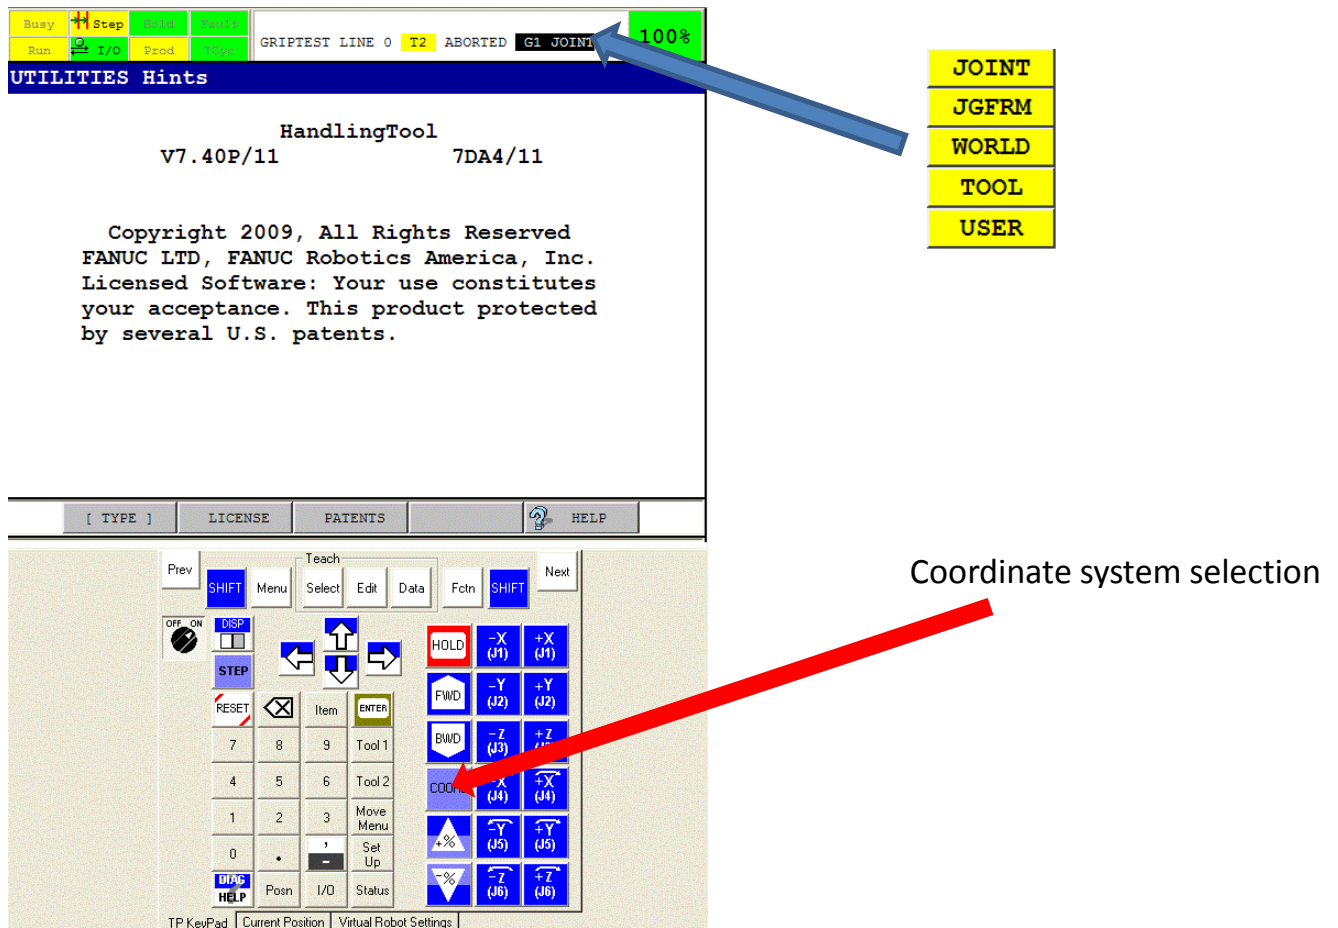 Busy Step Hold Fault
Run I/O Prod TCyc
GRIPTEST LINE 0 T2 ABORTED G1 JOINT 100%
UTILITIES Hints
HandlingTool
V7.40P/11 7DA4/11
Copyright 2009, All Rights Reserved
FANUC LTD, FANUC Robotics America, Inc.
Licensed Software: Your use constitutes
your acceptance. This product protected
by several U.S. patents.
[ TYPE ] LICENSE PATENTS HELP
JOINT
JGFRM
WORLD
TOOL
USER
Coordinate system selection
Teach
Prev SHIFT Menu Select Edit Data Fctn SHIFT Next
OFF ON DISP
STEP
HOLD -X (J1) +X (J1)
FWD -Y (J2) +Y (J2)
RESET Item ENTER
BWD -Z (J3) +Z
7 8 9 Tool 1
4 5 6 Tool 2
-X (J4) +X (J4)
1 2 3 Move Menu
+% -Y (J5) +Y (J5)
0 . , - Set Up
-% -Z (J6) +Z (J6)
DIAG HELP Posn I/O Status
TP KeyPad Current Position Virtual Robot Settings